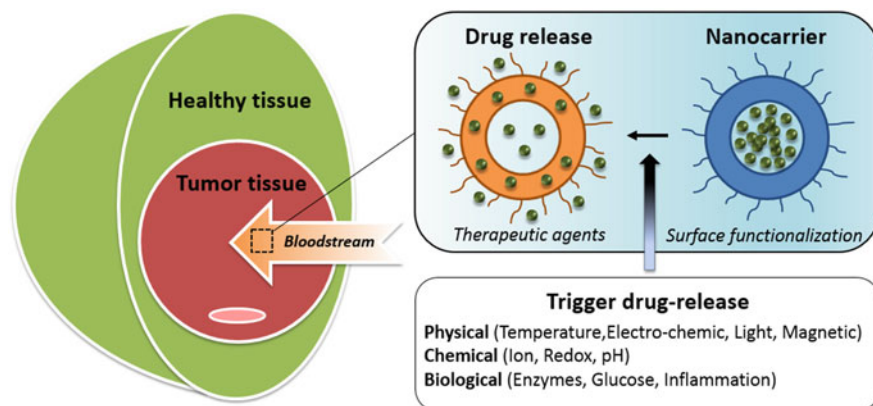 Healthy tissue
Tumor tissue
Bloodstream
Drug release
Nanocarrier
Therapeutic agents
Surface functionalization
Trigger drug-release
Physical (Temperature,Electro-chemic, Light, Magnetic)
Chemical (Ion, Redox, pH)
Biological (Enzymes, Glucose, Inflammation)